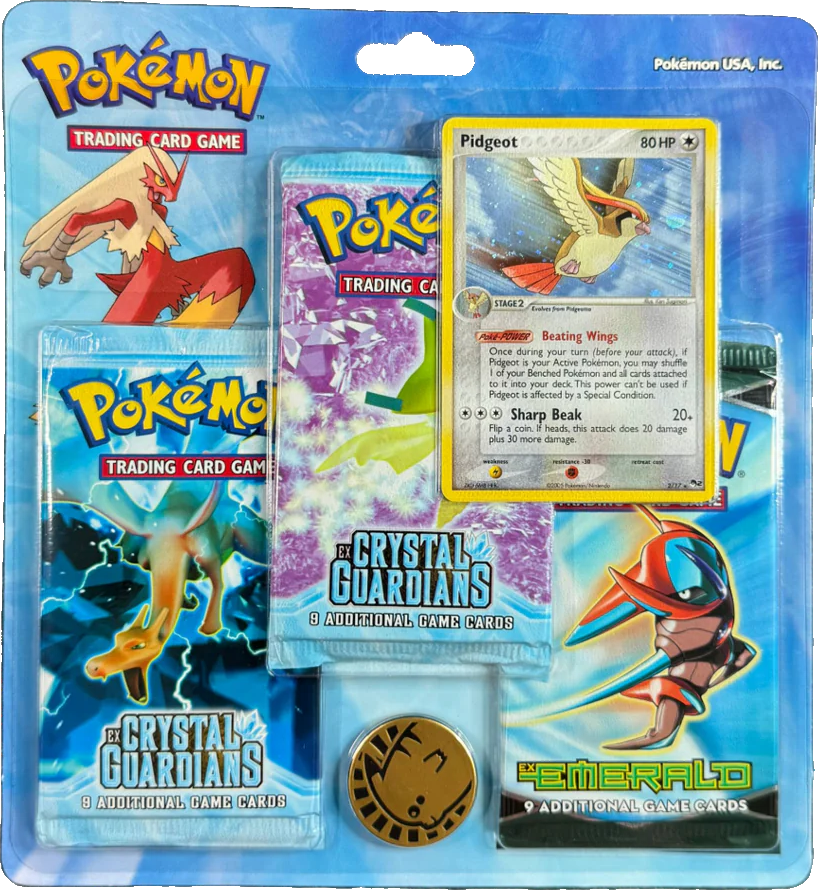 POKéMON
TRADING CARD GAME
Pokémon USA, Inc.
Pidgeot 80 HP
STAGE 2
Evolves from Pidgeotto
Poké-POWER Beating Wings
Once during your turn (before your attack), if
Pidgeot is your Active Pokémon, you may shuffle
1 of your Benched Pokémon and all cards attached
to it into your deck. This power can't be used if
Pidgeot is affected by a Special Condition.
Sharp Beak 20+
Flip a coin. If heads, this attack does 20 damage
plus 30 more damage.
weakness resistance -30 retreat cost
Poké
TRADING CA
EX CRYSTAL
GUARDIANS
9 ADDITIONAL GAME CARDS
POKéMO
TRADING CARD GAM
EX CRYSTAL
GUARDIANS
9 ADDITIONAL GAME CARDS
N
EX EMERALD
9 ADDITIONAL GAME CARDS